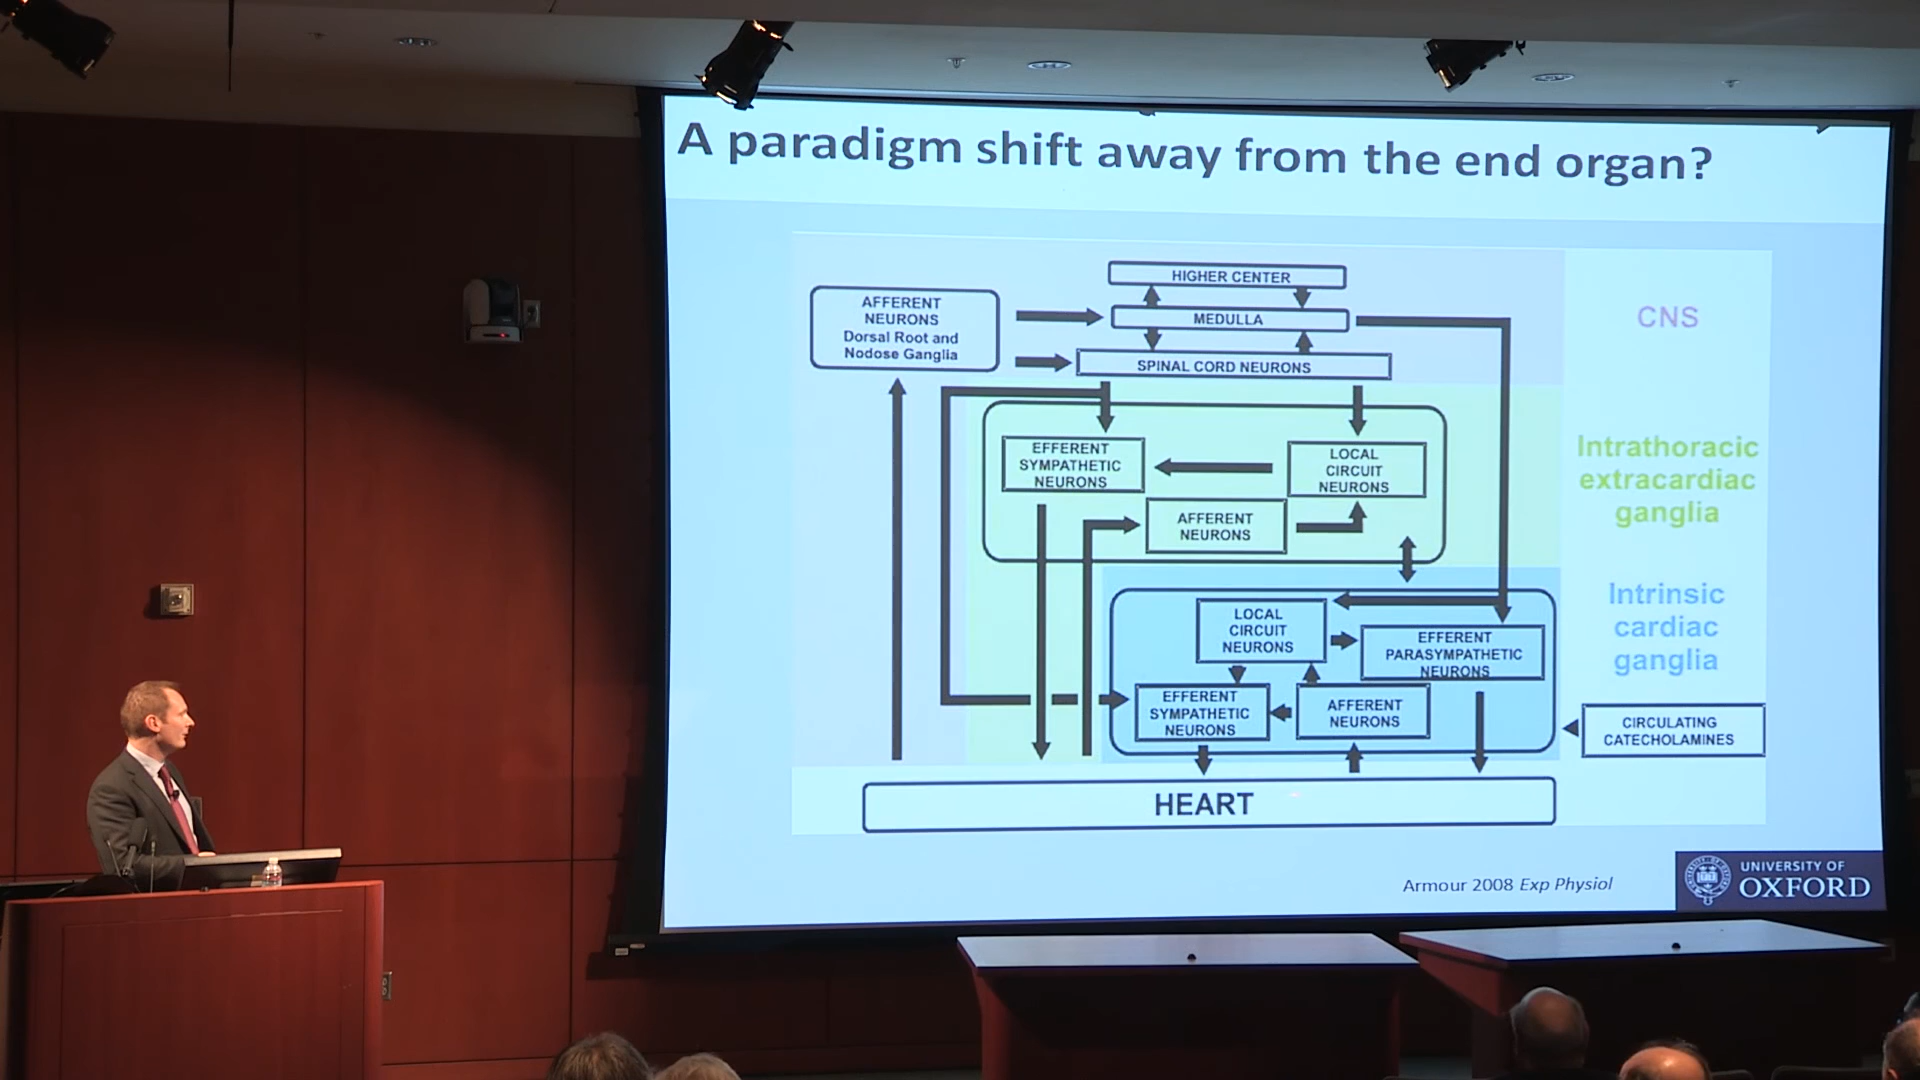 A paradigm shift away from the end organ?
HIGHER CENTER
AFFERENT
NEURONS
Dorsal Root and
Nodose Ganglia
MEDULLA
SPINAL CORD NEURONS
CNS
EFFERENT
SYMPATHETIC
NEURONS
LOCAL
CIRCUIT
NEURONS
AFFERENT
NEURONS
Intrathoracic
extracardiac
ganglia
LOCAL
CIRCUIT
NEURONS
EFFERENT
PARASYMPATHETIC
NEURONS
EFFERENT
SYMPATHETIC
NEURONS
AFFERENT
NEURONS
Intrinsic
cardiac
ganglia
CIRCULATING
CATECHOLAMINES
HEART
Armour 2008 Exp Physiol
UNIVERSITY OF
OXFORD